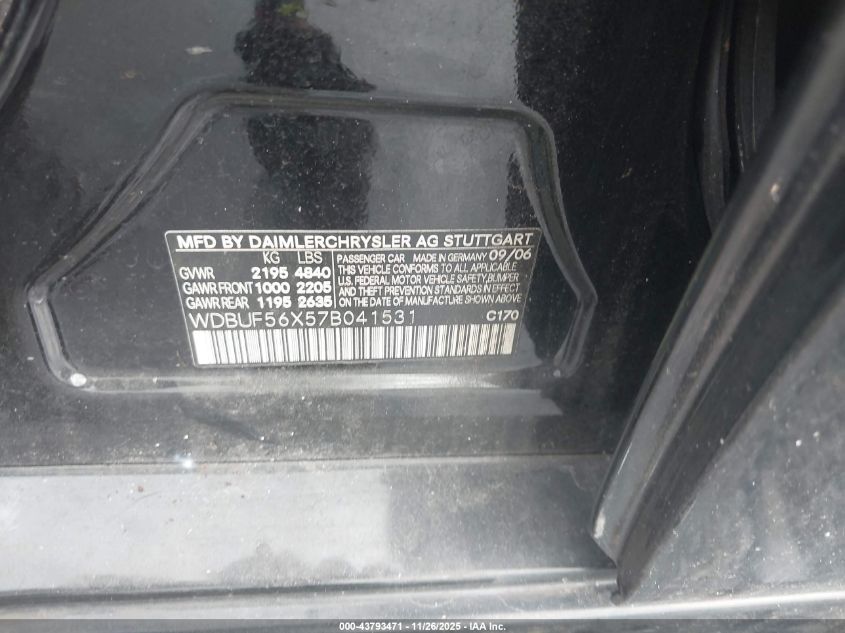 MFD BY DAIMLERCHRYSLER AG STUTTGART
KG LBS
GVWR 2195 4840
GAWR FRONT 1000 2205
GAWR REAR 1195 2635
PASSENGER CAR MADE IN GERMANY 09/06
THIS VEHICLE CONFORMS TO ALL APPLICABLE
U.S. FEDERAL MOTOR VEHICLE SAFETY,BUMPER
AND THEFT PREVENTION STANDARDS IN EFFECT
ON THE DATE OF MANUFACTURE SHOWN ABOVE.
WDBUF56X57B041531 C170
000-43793471 - 11/26/2025 - IAA Inc.